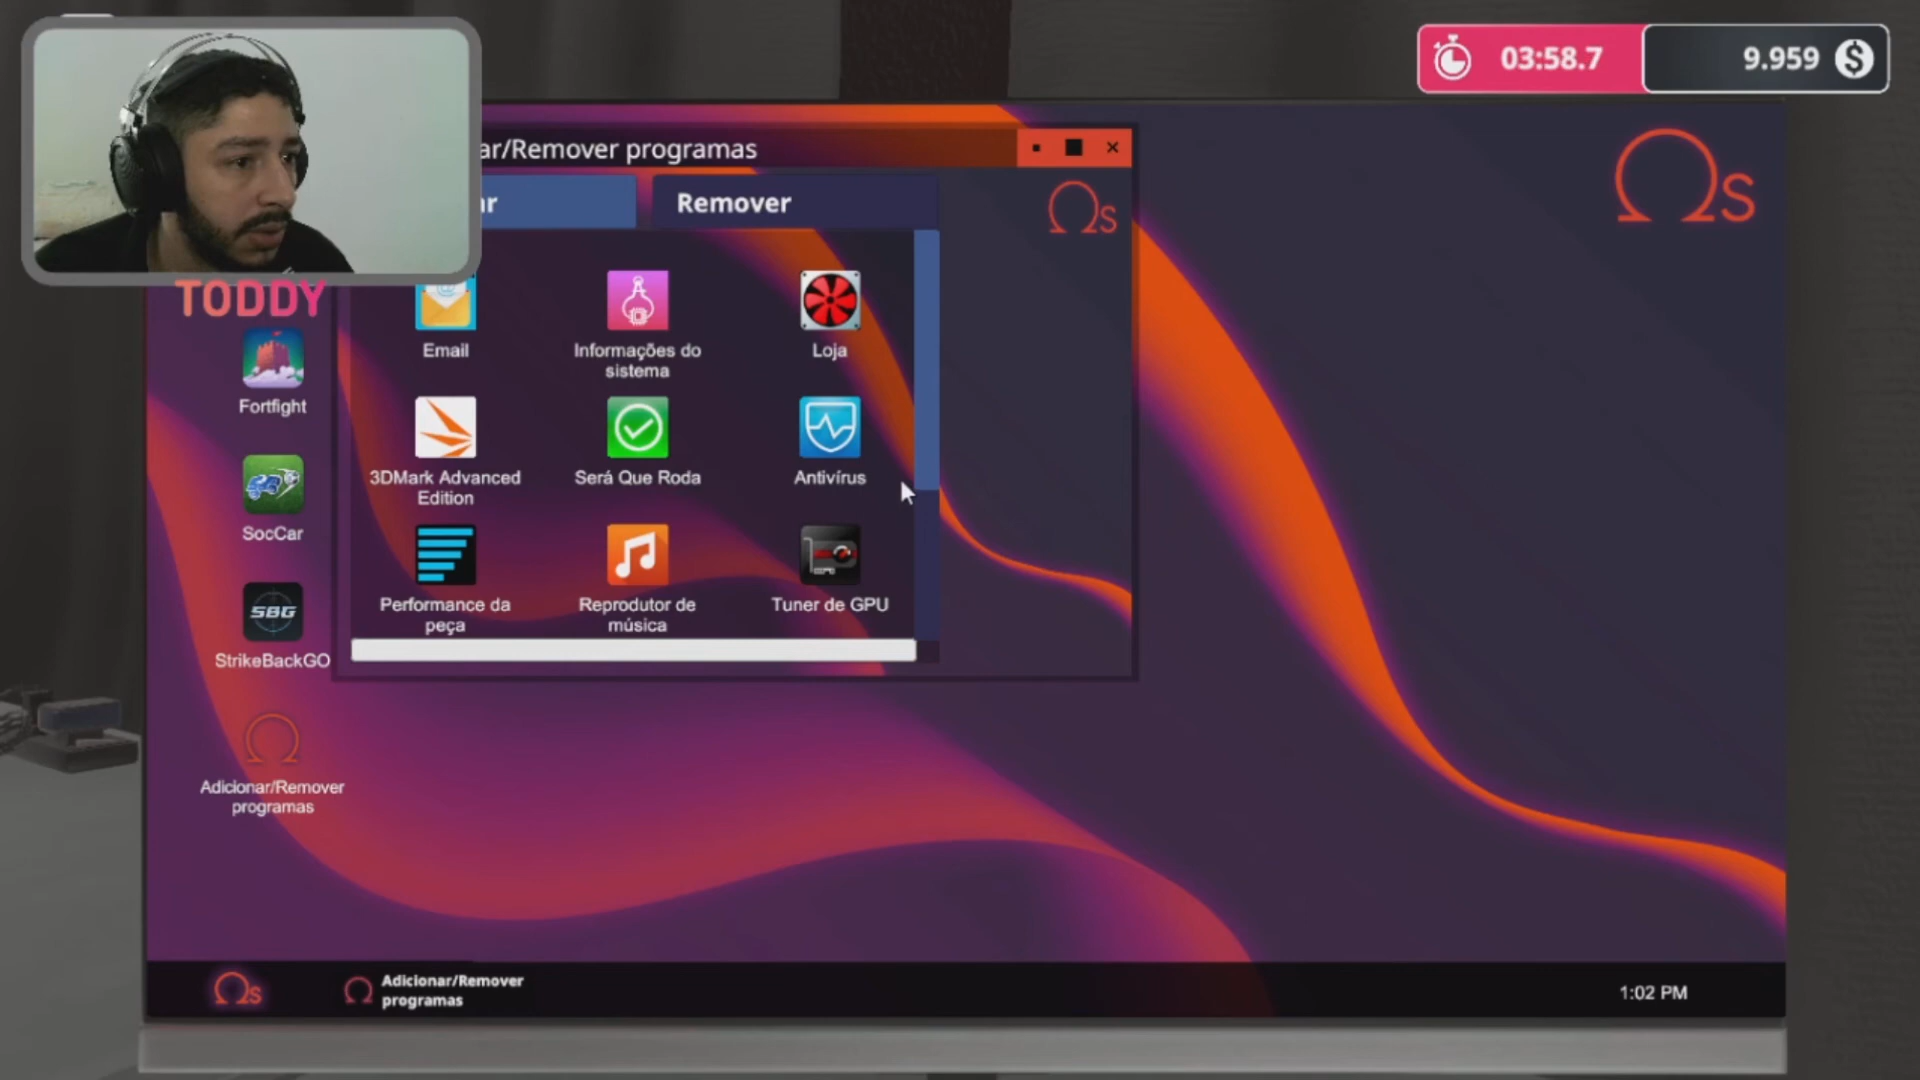 03:58.7
9.959
ar/Remover programas
ar
Remover
TODDY
Email
Informações do
sistema
Loja
Fortfight
3DMark Advanced
Edition
Será Que Roda
Antivírus
SocCar
SBG
StrikeBackGO
Performance da
peça
Reprodutor de
música
Tuner de GPU
Adicionar/Remover
programas
Adicionar/Remover
programas
1:02 PM
Ωs
Ωs
Ωs